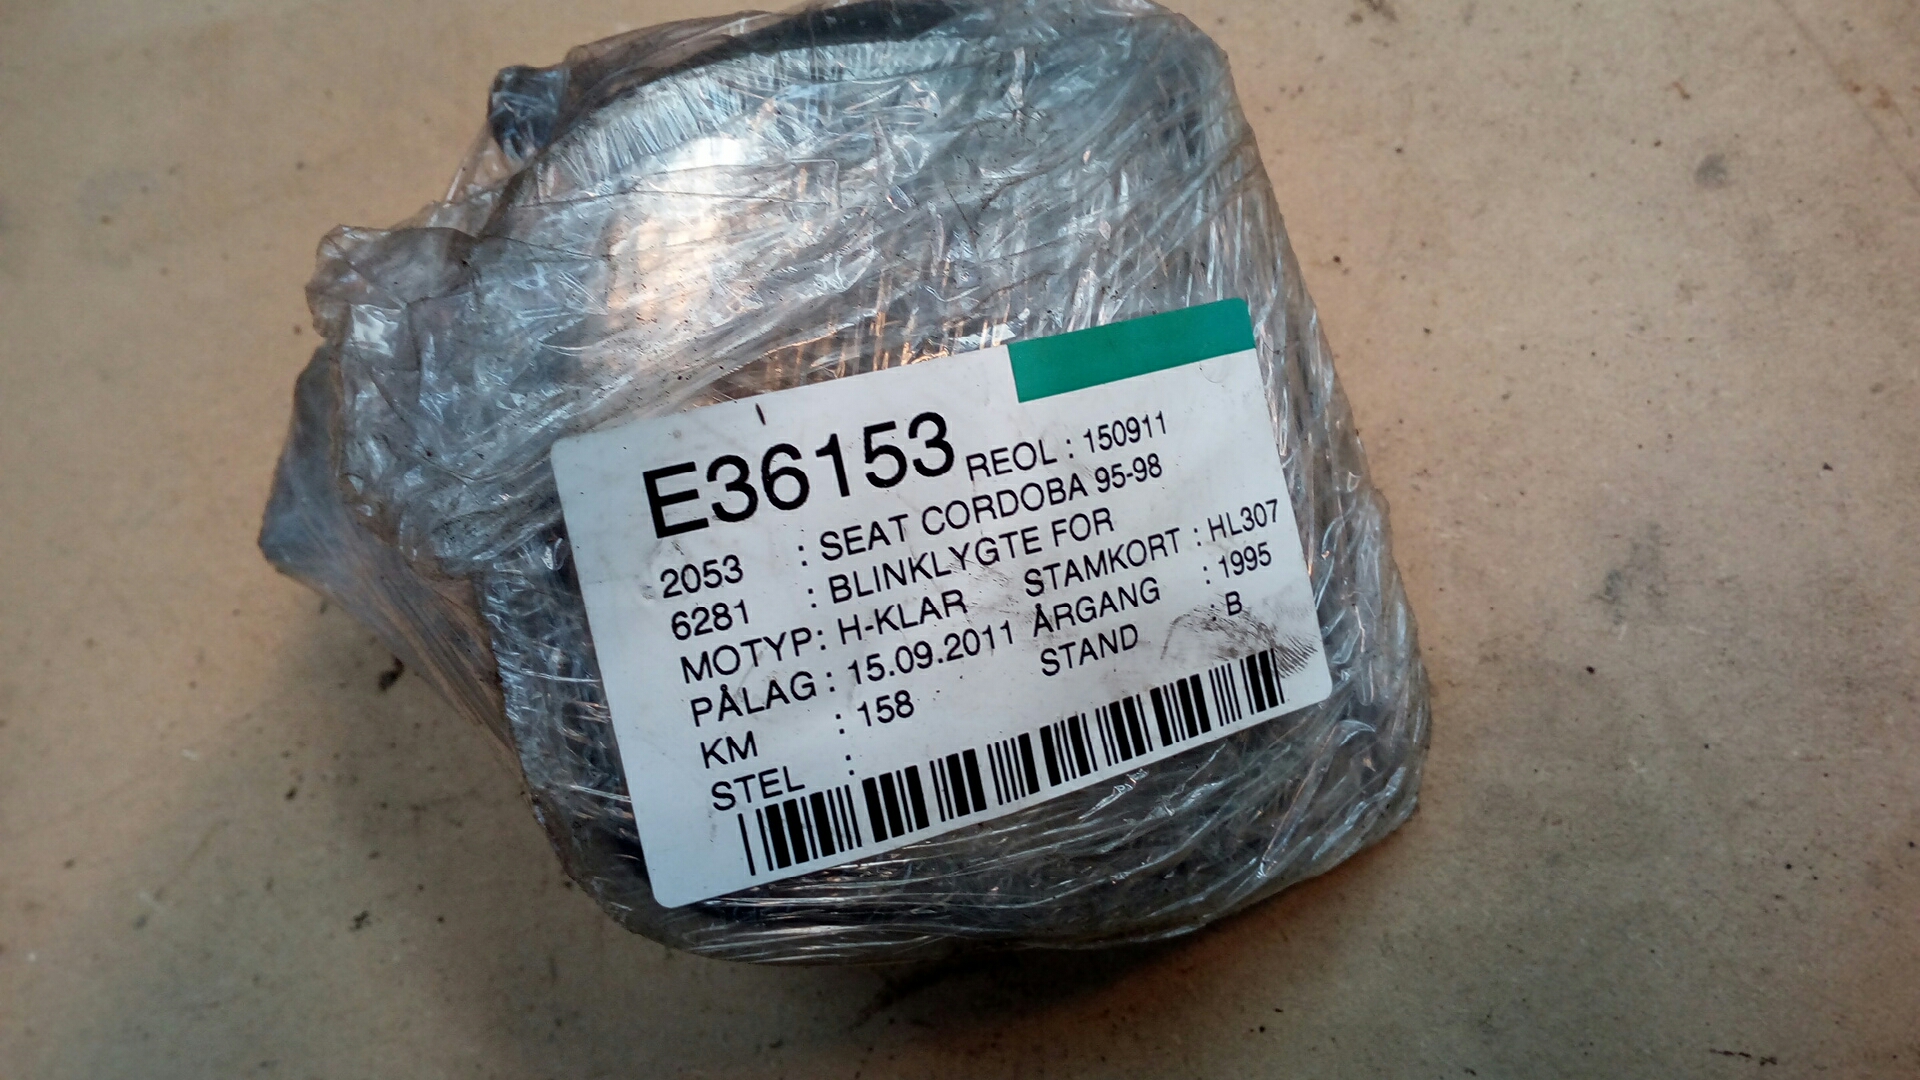 E36153 REOL : 150911
2053 : SEAT CORDOBA 95-98
6281 : BLINKLYGTE FOR
MOTYP : H-KLAR STAMKORT : HL307
PÅLAG : 15.09.2011 ÅRGANG : 1995
KM : 158 STAND : B
STEL :